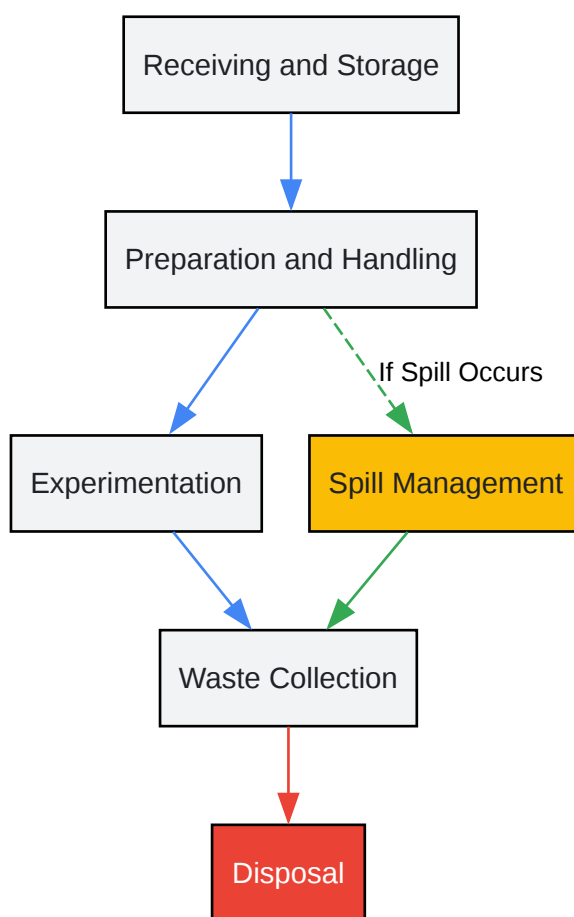 Receiving and Storage
Preparation and Handling
If Spill Occurs
Experimentation
Spill Management
Waste Collection
Disposal